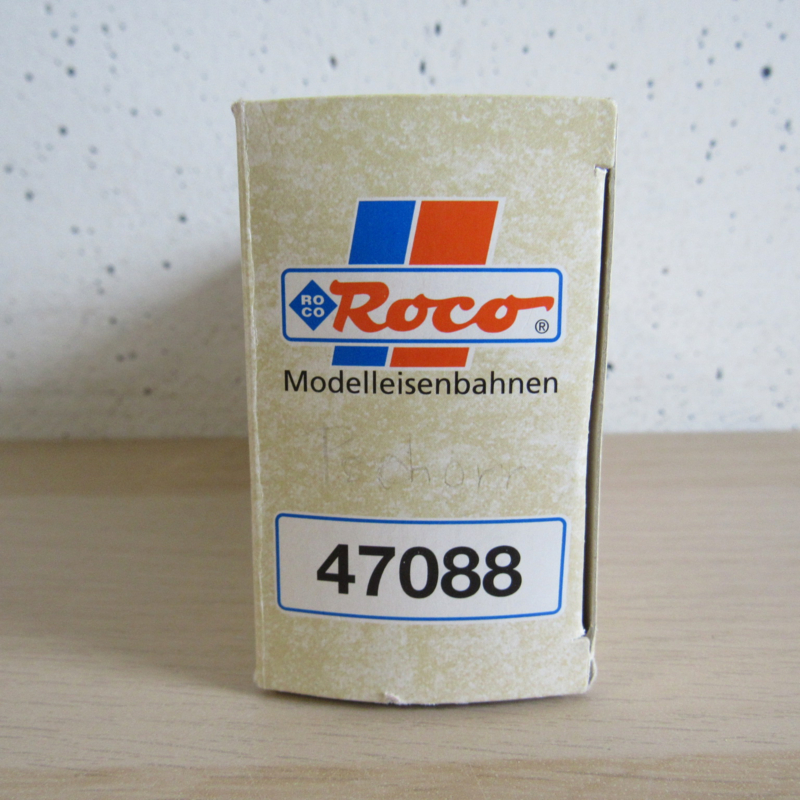 RO
CO
Roco®
Modelleisenbahnen
Pschorr
47088